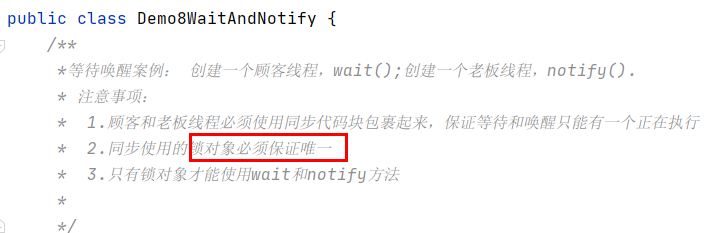 public class Demo8WaitAndNotify {
/**
*等待唤醒案例： 创建一个顾客线程，wait();创建一个老板线程，notify().
* 注意事项：
* 1.顾客和老板线程必须使用同步代码块包裹起来，保证等待和唤醒只能有一个正在执行
* 2.同步使用的锁对象必须保证唯一
* 3.只有锁对象才能使用wait和notify方法
*
*/